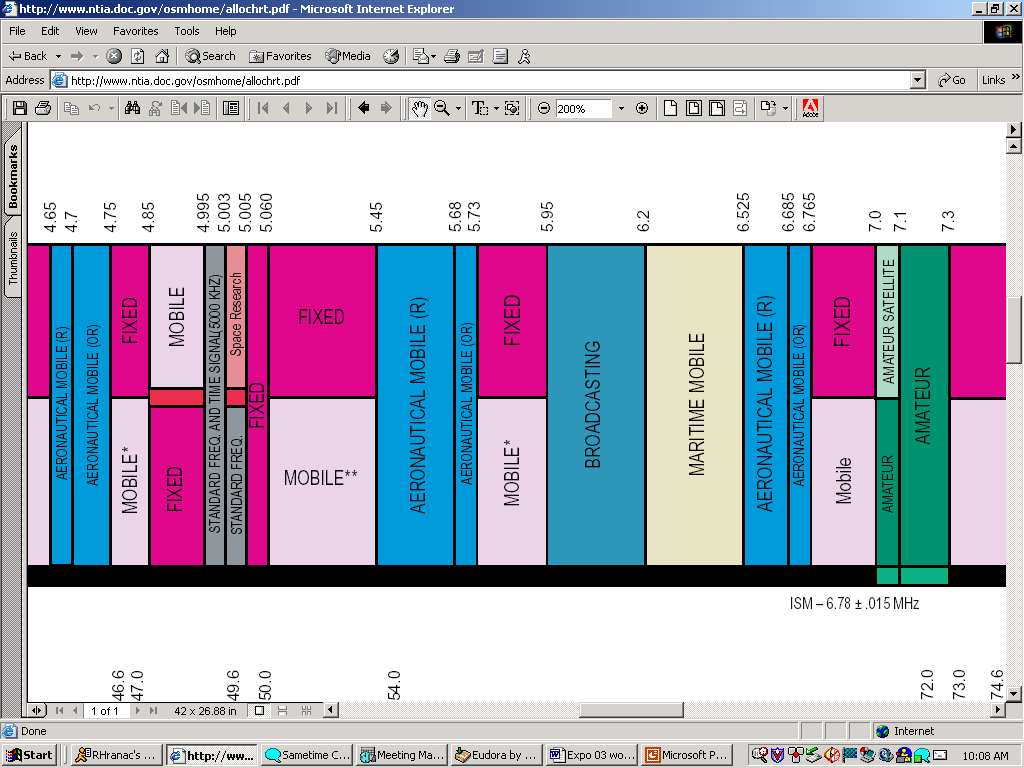 http://www.ntia.doc.gov/osmhome/allochrt.pdf - Microsoft Internet Explorer
File Edit View Favorites Tools Help
Back Search Favorites Media
Address http://www.ntia.doc.gov/osmhome/allochrt.pdf Go Links
200% Adobe
Bookmarks
Thumbnails
4.65 4.7 4.75 4.85 4.995 5.003 5.005 5.060 5.45 5.68 5.73 5.95 6.2 6.525 6.685 6.765 7.0 7.1 7.3
AERONAUTICAL MOBILE (R)
AERONAUTICAL MOBILE (OR)
FIXED
MOBILE*
MOBILE
FIXED
STANDARD FREQ. AND TIME SIGNAL(5000 KHZ)
Space Research
STANDARD FREQ.
FIXED
FIXED
MOBILE**
AERONAUTICAL MOBILE (R)
AERONAUTICAL MOBILE (OR)
FIXED
MOBILE*
BROADCASTING
MARITIME MOBILE
AERONAUTICAL MOBILE (R)
AERONAUTICAL MOBILE (OR)
FIXED
Mobile
AMATEUR SATELLITE
AMATEUR
AMATEUR
ISM – 6.78 ± .015 MHz
46.6 47.0 49.6 50.0 54.0 72.0 73.0 74.6
1 of 1 42 x 26.88 in
Done Internet
Start RHranac's ... http://ww... Sametime C... Meeting Ma... Eudora by ... Expo 03 wo... Microsoft P... 10:08 AM